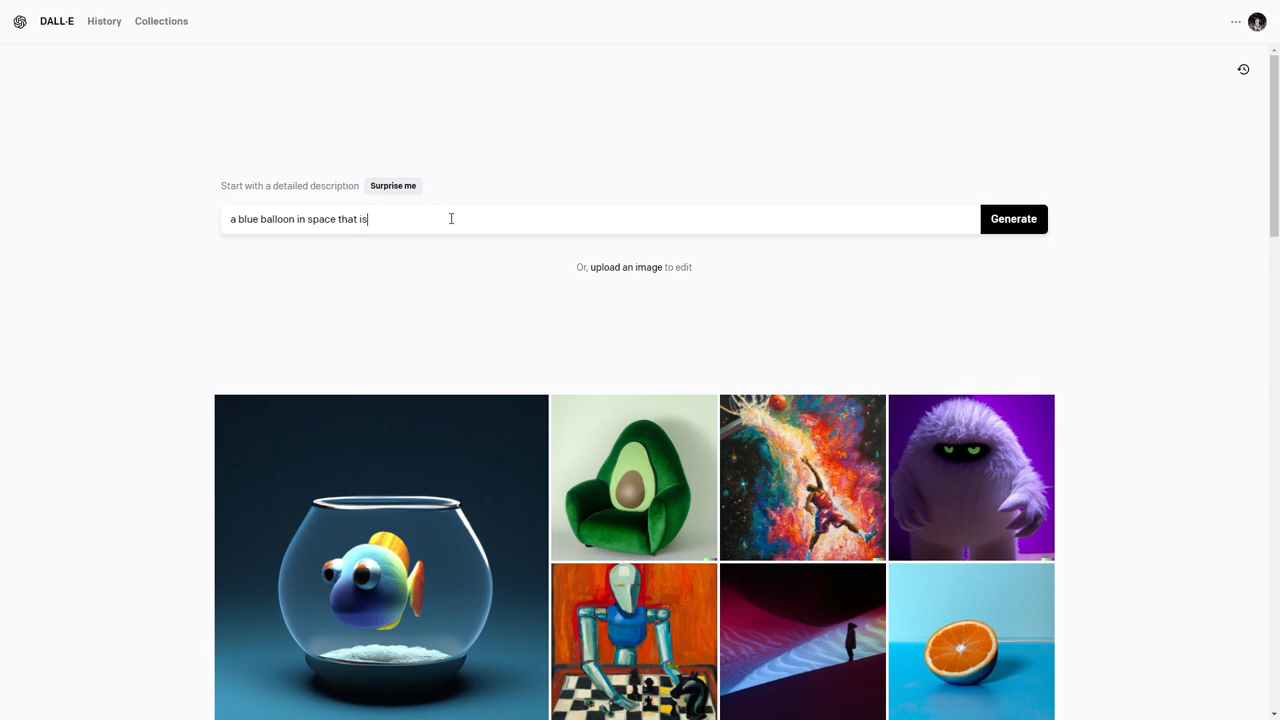 DALL·E History Collections
Start with a detailed description Surprise me
a blue balloon in space that is
Generate
Or, upload an image to edit